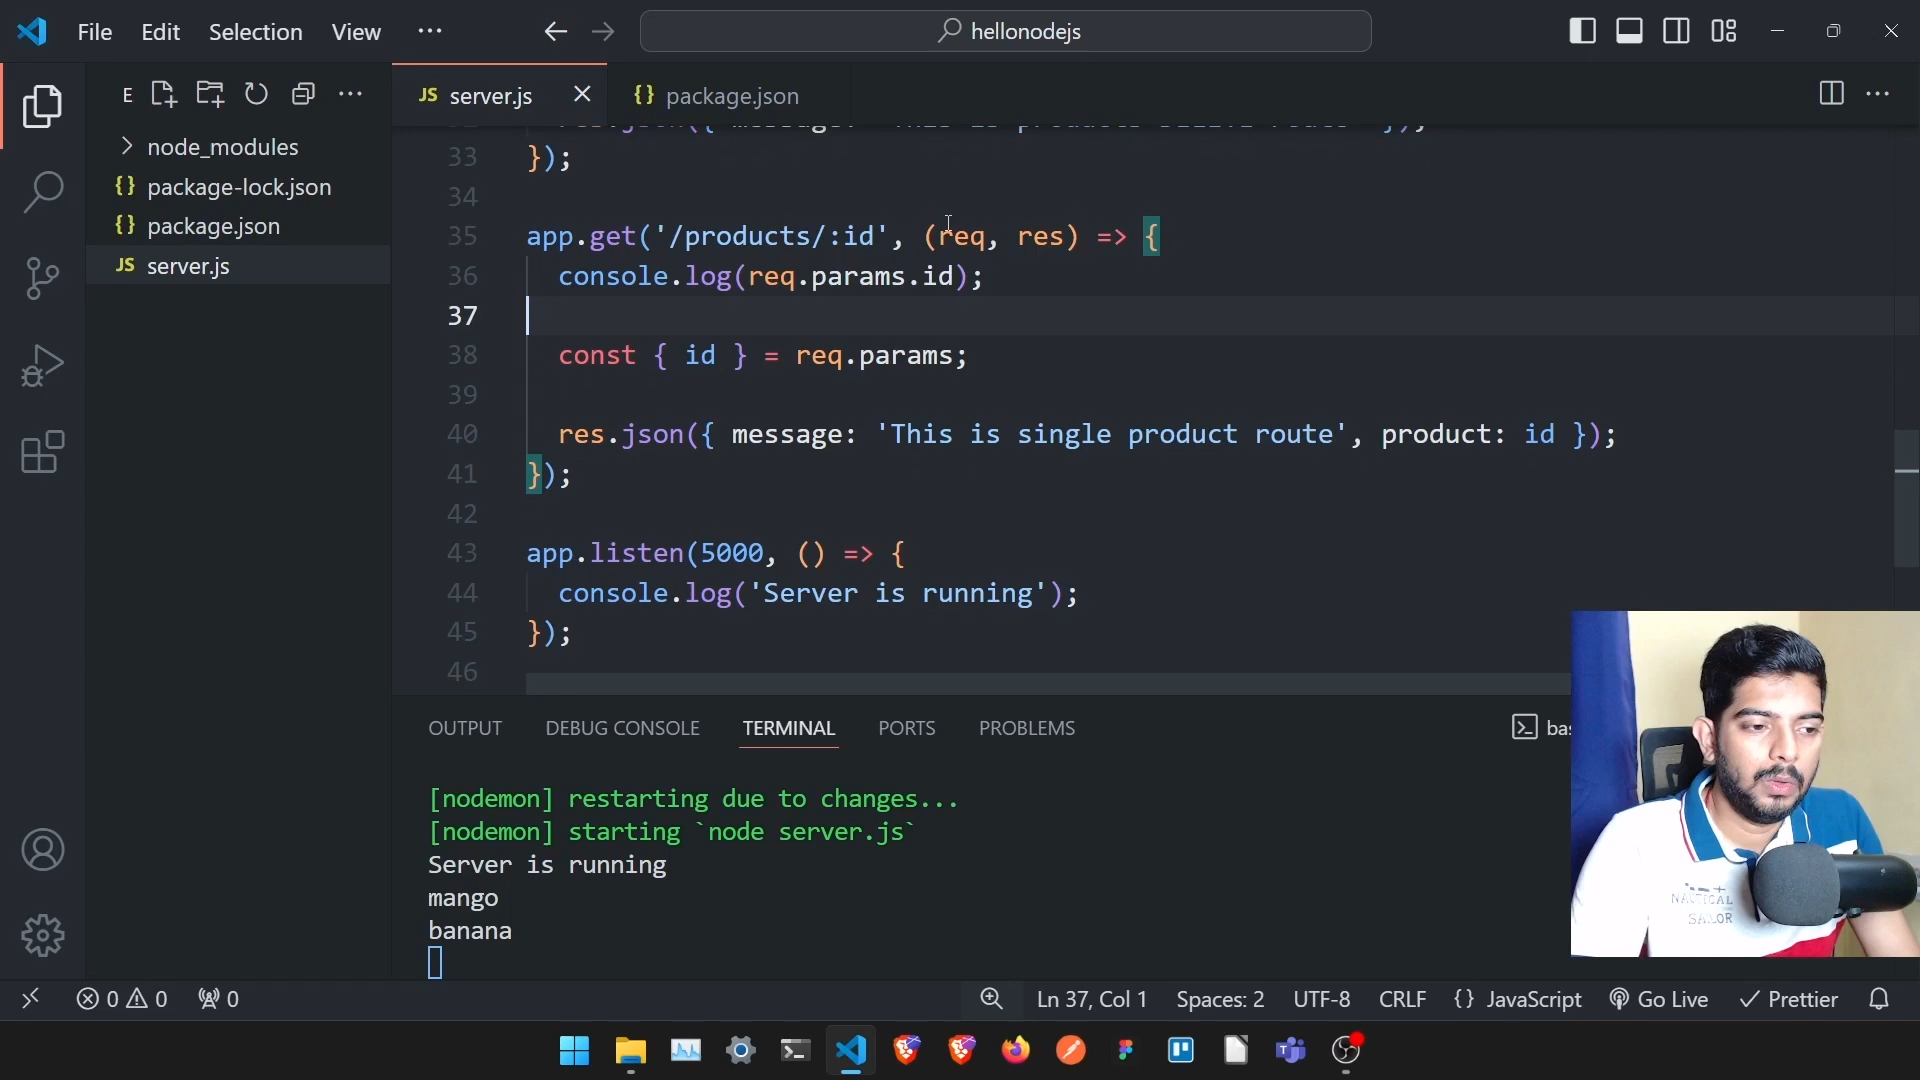 File Edit Selection View ···
hellonodejs
E
JS server.js
{} package.json
node_modules
{} package-lock.json
{} package.json
JS server.js
33 });
34
35 app.get('/products/:id', (req, res) => {
36 console.log(req.params.id);
37
38 const { id } = req.params;
39
40 res.json({ message: 'This is single product route', product: id });
41 });
42
43 app.listen(5000, () => {
44 console.log('Server is running');
45 });
46
OUTPUT DEBUG CONSOLE TERMINAL PORTS PROBLEMS
bas
[nodemon] restarting due to changes...
[nodemon] starting `node server.js`
Server is running
mango
banana
NAUTICAL
SAILOR
0 0 0 Ln 37, Col 1 Spaces: 2 UTF-8 CRLF {} JavaScript Go Live Prettier